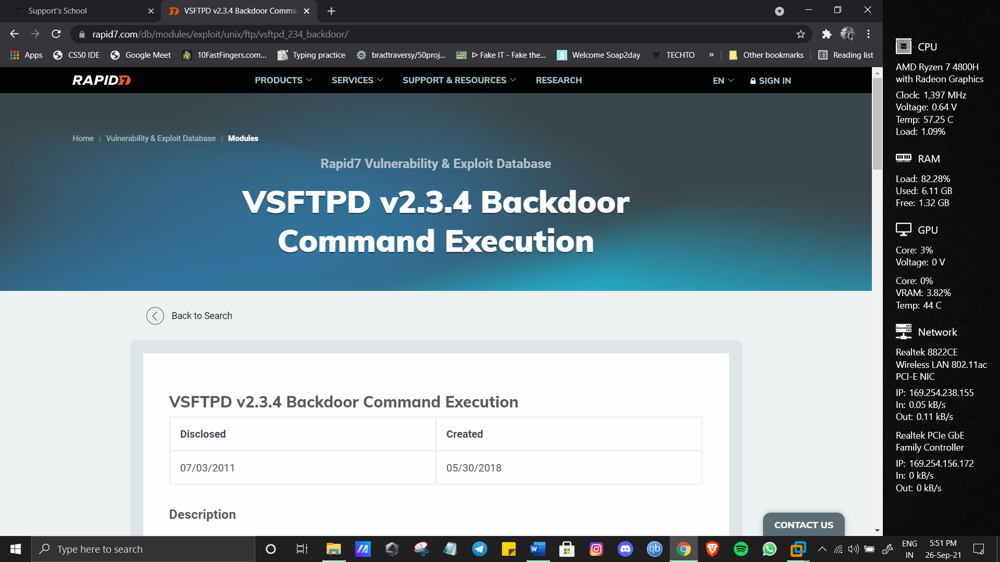 Support's School
VSFTPD v2.3.4 Backdoor Comma
rapid7.com/db/modules/exploit/unix/ftp/vsftpd_234_backdoor/
Apps
CS50 IDE
Google Meet
10FastFingers.com...
Typing practice
bradtraversy/50proj...
ᐅ Fake IT - Fake the...
S
Welcome Soap2day
TECHTO
»
Other bookmarks
Reading list
RAPID7
PRODUCTS
SERVICES
SUPPORT & RESOURCES
RESEARCH
EN
SIGN IN
Home | Vulnerability & Exploit Database | Modules
Rapid7 Vulnerability & Exploit Database
VSFTPD v2.3.4 Backdoor
Command Execution
Back to Search
VSFTPD v2.3.4 Backdoor Command Execution
Disclosed
Created
07/03/2011
05/30/2018
Description
CONTACT US
CPU
AMD Ryzen 7 4800H
with Radeon Graphics
Clock: 1,397 MHz
Voltage: 0.64 V
Temp: 57.25 C
Load: 1.09%
RAM
Load: 82.28%
Used: 6.11 GB
Free: 1.32 GB
GPU
Core: 3%
Voltage: 0 V
Core: 0%
VRAM: 3.82%
Temp: 44 C
Network
Realtek 8822CE
Wireless LAN 802.11ac
PCI-E NIC
IP: 169.254.238.155
In: 0.05 kB/s
Out: 0.11 kB/s
Realtek PCIe GbE
Family Controller
IP: 169.254.156.172
In: 0 kB/s
Out: 0 kB/s
Type here to search
W
qb
ENG
IN
5:51 PM
26-Sep-21